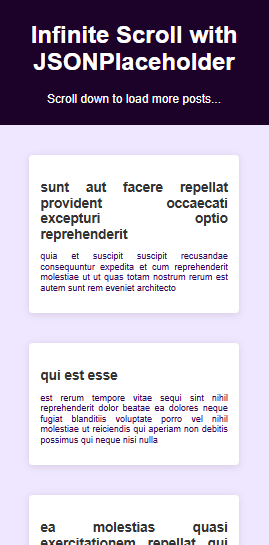 Infinite Scroll with
JSONPlaceholder
Scroll down to load more posts...
sunt aut facere repellat
provident occaecati
excepturi optio
reprehenderit
quia et suscipit suscipit recusandae
consequuntur expedita et cum reprehenderit
molestiae ut ut quas totam nostrum rerum est
autem sunt rem eveniet architecto
qui est esse
est rerum tempore vitae sequi sint nihil
reprehenderit dolor beatae ea dolores neque
fugiat blanditiis voluptate porro vel nihil
molestiae ut reiciendis qui aperiam non debitis
possimus qui neque nisi nulla
ea molestias quasi
exercitationem repellat qui